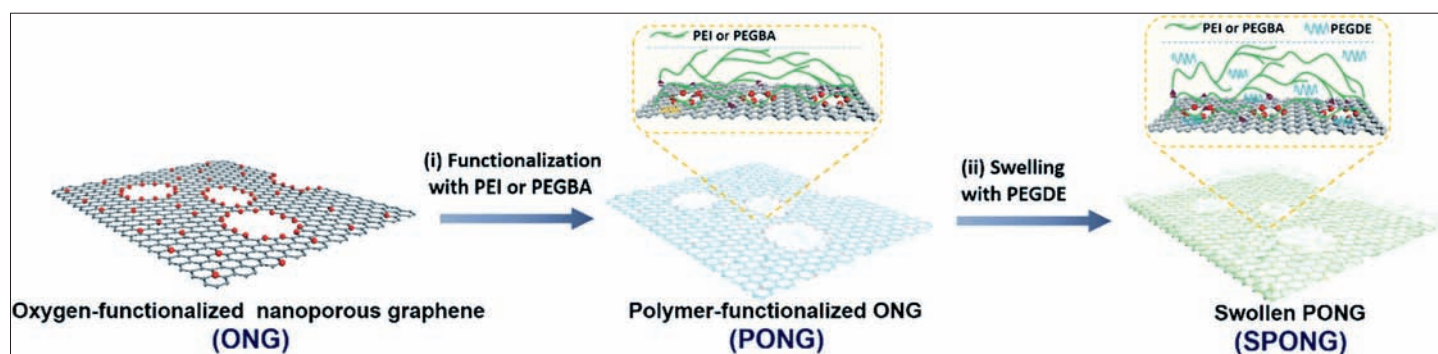 PEI or PEGBA
PEI or PEGBA PEGDE
(i) Functionalization
with PEI or PEGBA
(ii) Swelling
with PEGDE
Oxygen-functionalized nanoporous graphene
(ONG)
Polymer-functionalized ONG
(PONG)
Swollen PONG
(SPONG)